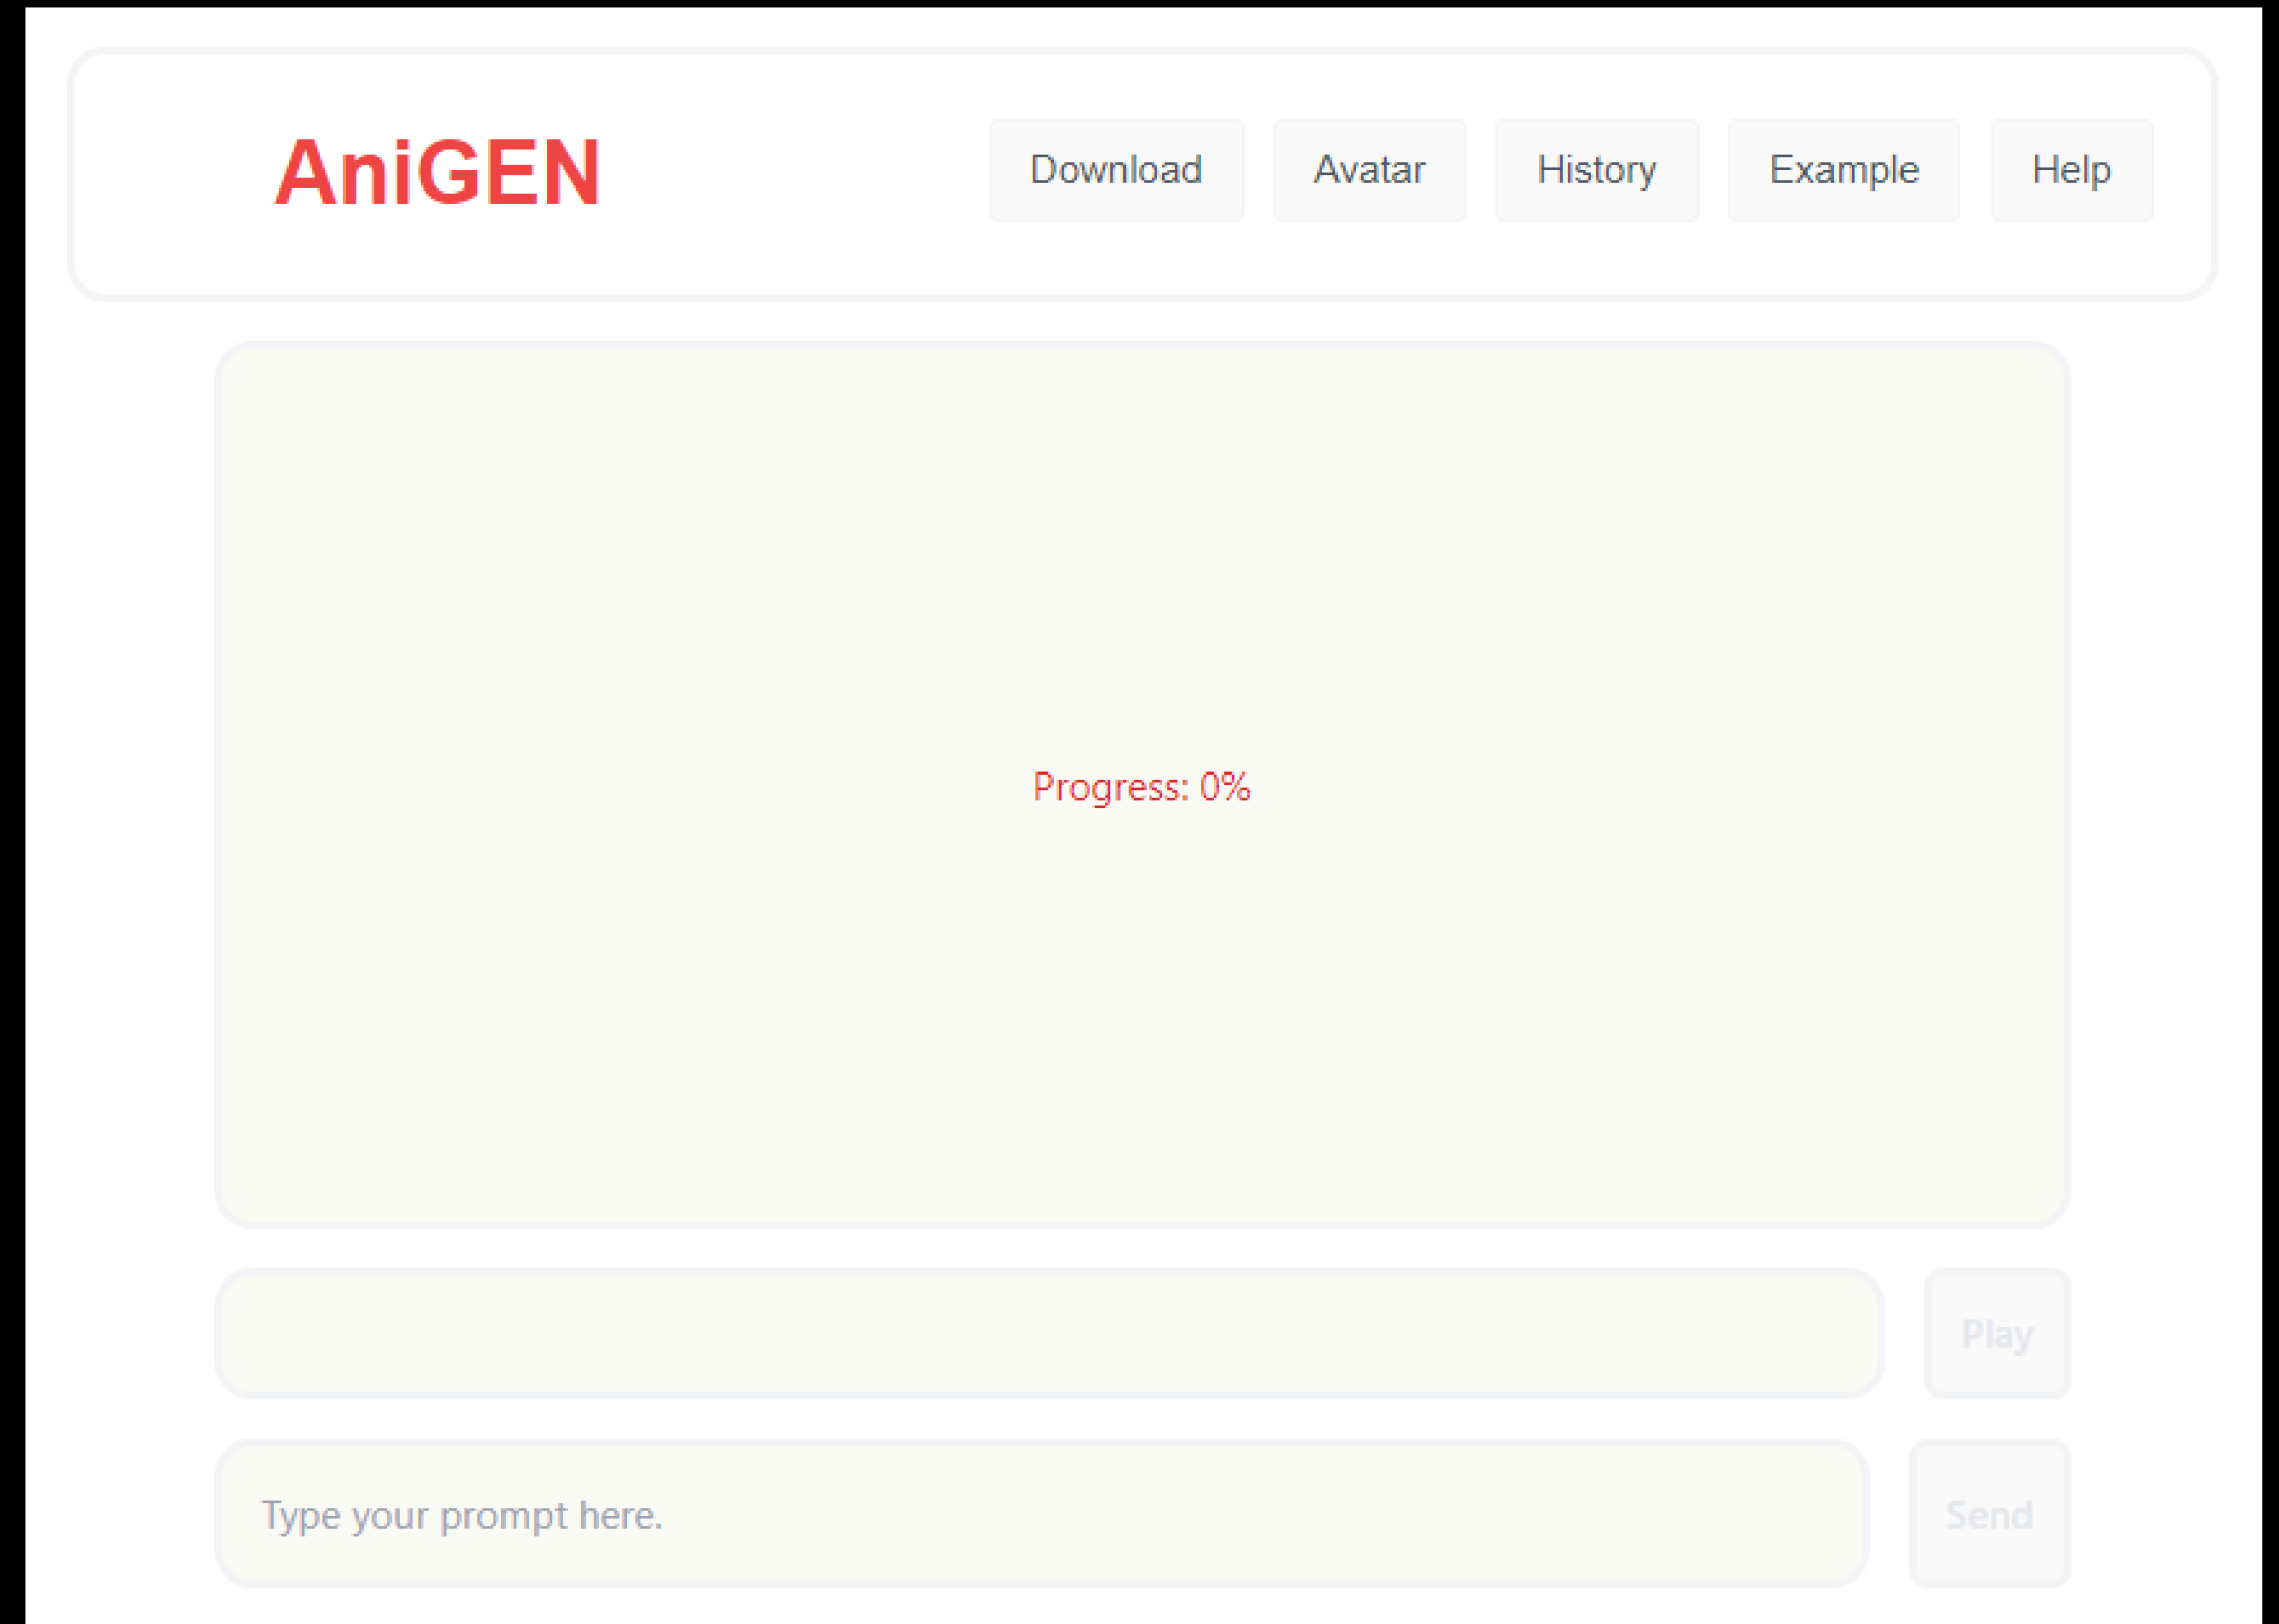 AniGEN
Download Avatar History Example Help
Progress: 0%
Play
Type your prompt here.
Send